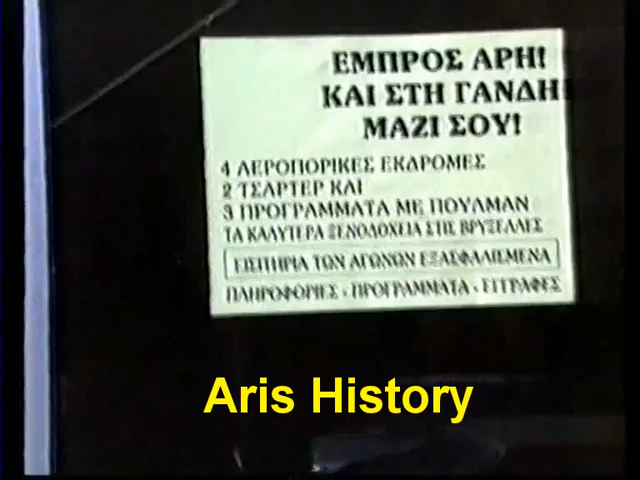 ΕΜΠΡΟΣ ΑΡΗ!
ΚΑΙ ΣΤΗ ΓΑΝΔΗ
ΜΑΖΙ ΣΟΥ!
4 ΑΕΡΟΠΟΡΙΚΕΣ ΕΚΔΡΟΜΕΣ
2 ΤΣΑΡΤΕΡ ΚΑΙ
3 ΠΡΟΓΡΑΜΜΑΤΑ ΜΕ ΠΟΥΛΜΑΝ
ΤΑ ΚΑΛΥΤΕΡΑ ΞΕΝΟΔΟΧΕΙΑ ΣΤΙΣ ΒΡΥΞΕΛΛΕΣ
ΕΙΣΙΤΗΡΙΑ ΤΩΝ ΑΓΩΝΩΝ ΕΞΑΣΦΑΛΙΣΜΕΝΑ
ΠΛΗΡΟΦΟΡΙΕΣ - ΠΡΟΓΡΑΜΜΑΤΑ - ΕΓΓΡΑΦΕΣ
Aris History